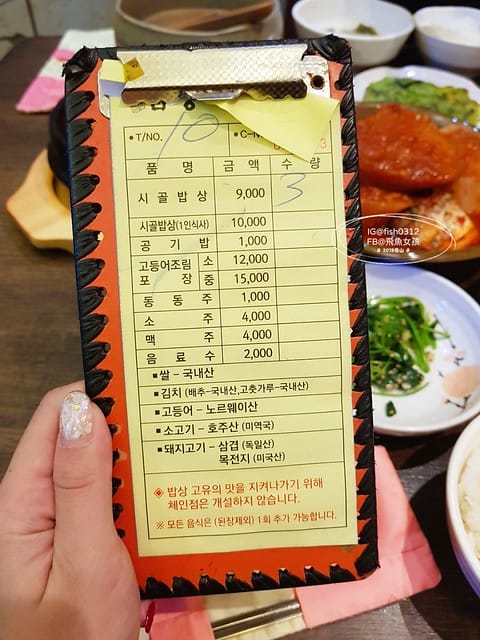 • T/NO. 10 • C-N
품 명 금 액 수 량
시 골 밥 상 9,000 3
시골밥상(1인식사) 10,000
공 기 밥 1,000
고등어조림 소 12,000
포 장 중 15,000
동 동 주 1,000
소 주 4,000
맥 주 4,000
음 료 수 2,000
■ 쌀 - 국내산
■ 김치 (배추-국내산,고춧가루-국내산)
■ 고등어 - 노르웨이산
■ 소고기 - 호주산 (미역국)
■ 돼지고기 - 삼겹 (독일산)
목전지 (미국산)
◈ 밥상 고유의 맛을 지켜나가기 위해
체인점은 개설하지 않습니다.
※ 모든 음식은 (된장제외) 1회 추가 가능합니다.
IG@fish0312
FB@飛魚女孩
# 2019釜山 #